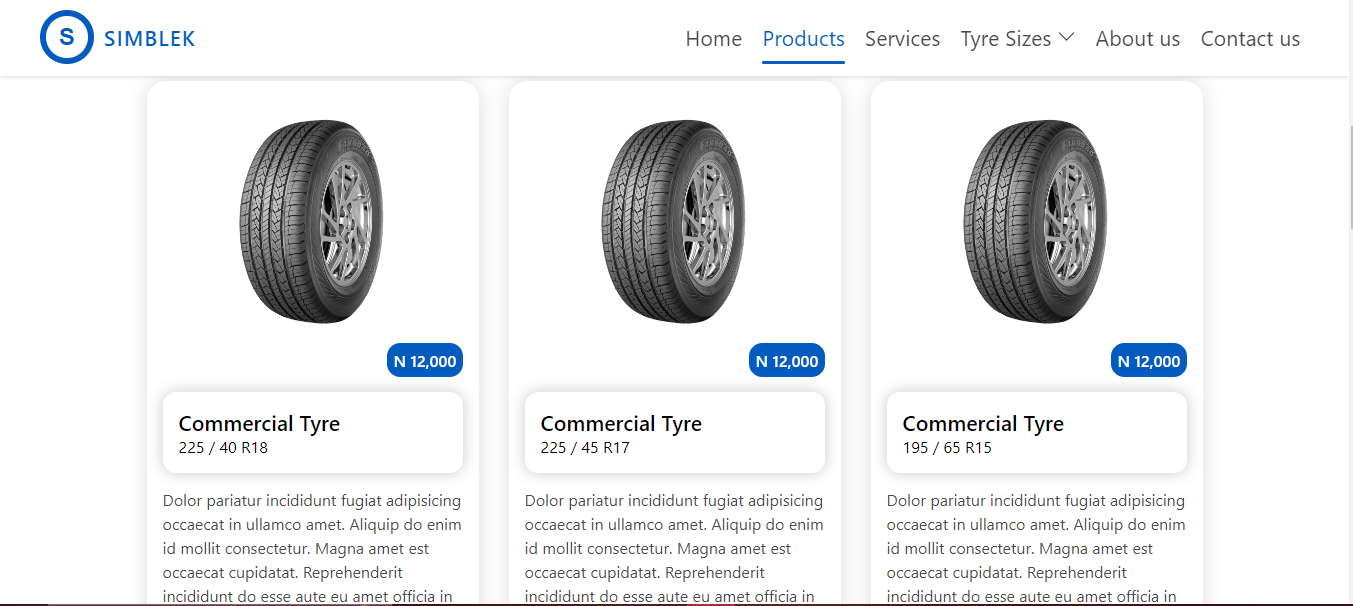 S SIMBLEK Home Products Services Tyre Sizes About us Contact us
N 12,000
Commercial Tyre
225 / 40 R18
Dolor pariatur incididunt fugiat adipisicing
occaecat in ullamco amet. Aliquip do enim
id mollit consectetur. Magna amet est
occaecat cupidatat. Reprehenderit
incididunt do esse aute eu amet officia in
N 12,000
Commercial Tyre
225 / 45 R17
Dolor pariatur incididunt fugiat adipisicing
occaecat in ullamco amet. Aliquip do enim
id mollit consectetur. Magna amet est
occaecat cupidatat. Reprehenderit
incididunt do esse aute eu amet officia in
N 12,000
Commercial Tyre
195 / 65 R15
Dolor pariatur incididunt fugiat adipisicing
occaecat in ullamco amet. Aliquip do enim
id mollit consectetur. Magna amet est
occaecat cupidatat. Reprehenderit
incididunt do esse aute eu amet officia in